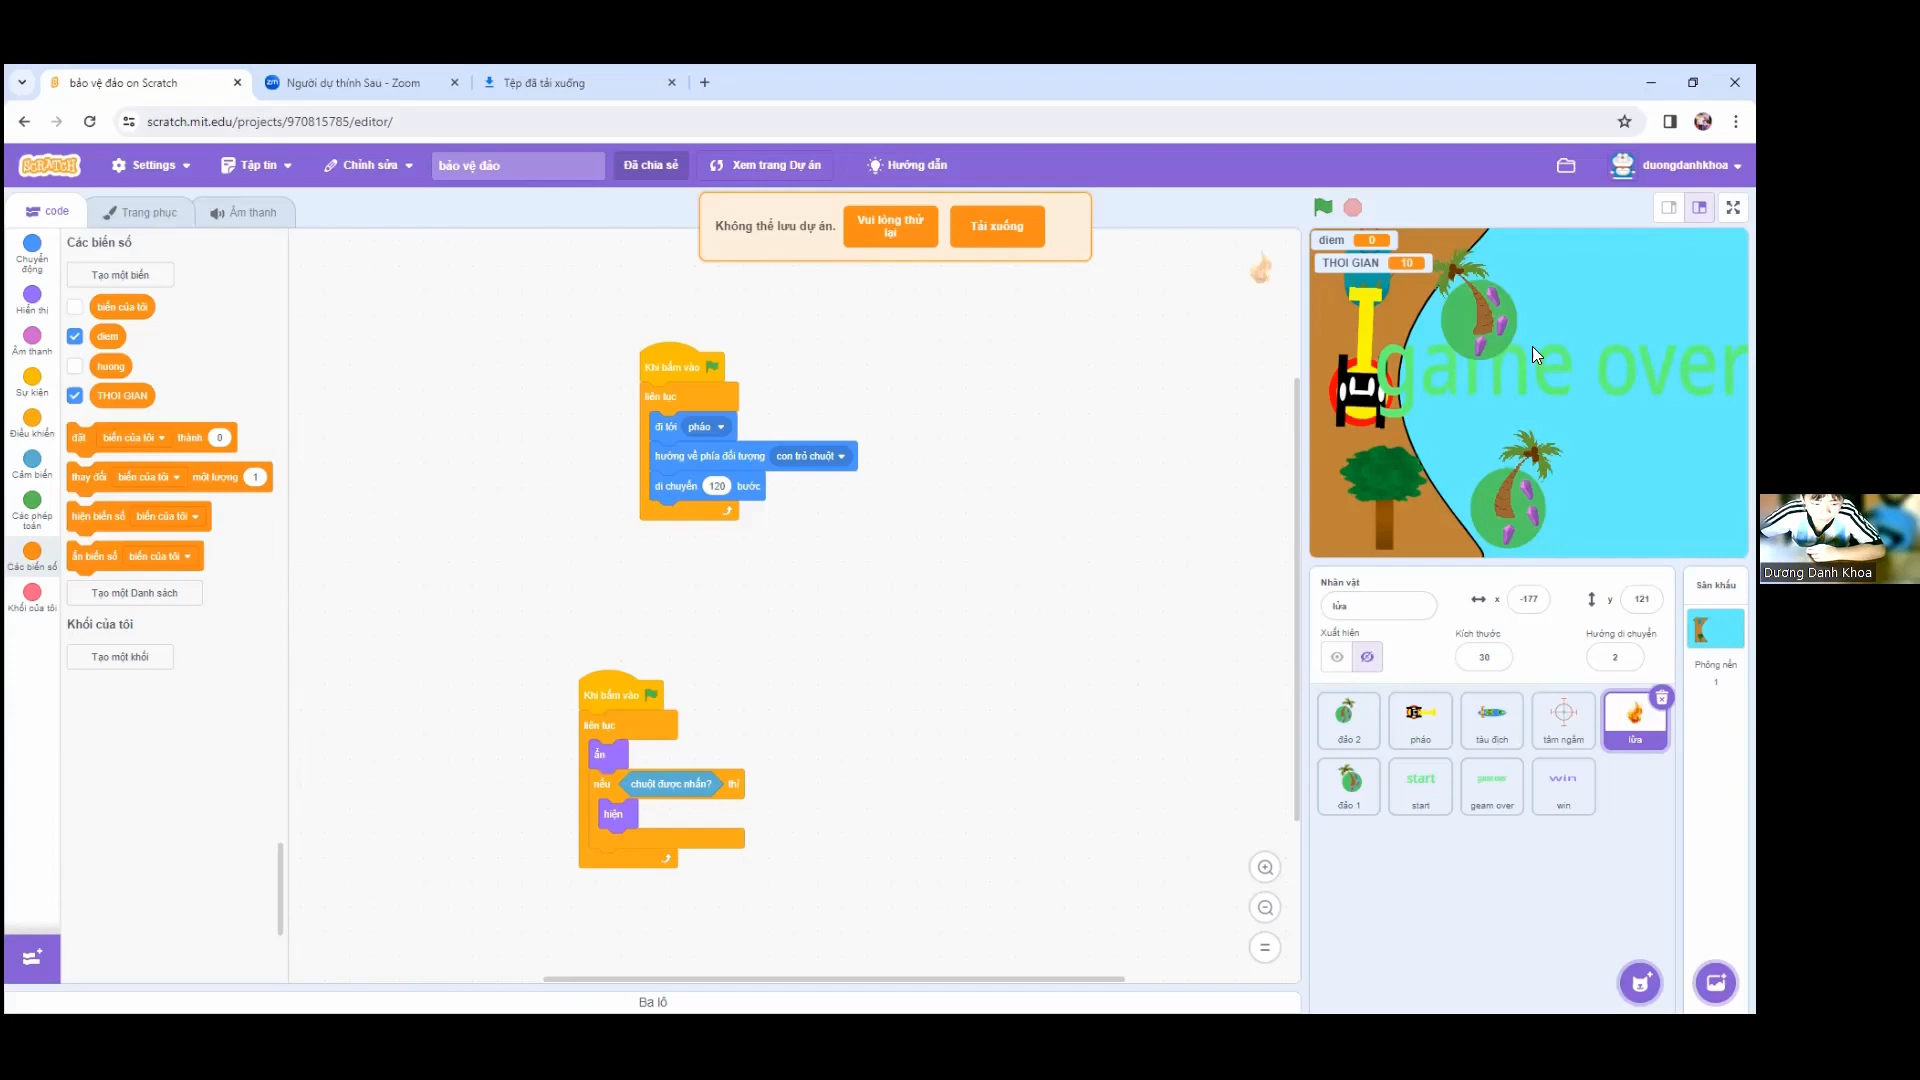 bảo vệ đảo on Scratch
Người dự thính Sau - Zoom
Tệp đã tải xuống
scratch.mit.edu/projects/970815785/editor/
SCRATCH
Settings
Tập tin
Chỉnh sửa
bảo vệ đảo
Đã chia sẻ
Xem trang Dự án
Hướng dẫn
duongdanhkhoa
code
Trang phục
Âm thanh
Không thể lưu dự án.
Vui lòng thử lại
Tải xuống
Chuyển động
Hiển thị
Âm thanh
Sự kiện
Điều khiển
Cảm biến
Các phép toán
Các biến số
Khối của tôi
Các biến số
Tạo một biến
biến của tôi
diem
huong
THOI GIAN
đặt biến của tôi thành 0
thay đổi biến của tôi một lượng 1
hiện biến số biến của tôi
ẩn biến số biến của tôi
Tạo một Danh sách
Khối của tôi
Tạo một khối
Khi bấm vào
liên tục
đi tới pháo
hướng về phía đối tượng con trỏ chuột
di chuyển 120 bước
Khi bấm vào
liên tục
ẩn
nếu chuột được nhấn? thì
hiện
Ba lô
diem 0
THOI GIAN 10
game over
Nhân vật
lửa
x -177
y 121
Xuất hiện
Kích thước
30
Hướng di chuyển
2
Sân khấu
Phông nền
1
đảo 2
pháo
tàu địch
tâm ngắm
lửa
đảo 1
start
start
game over
geam over
win
win
Dương Danh Khoa